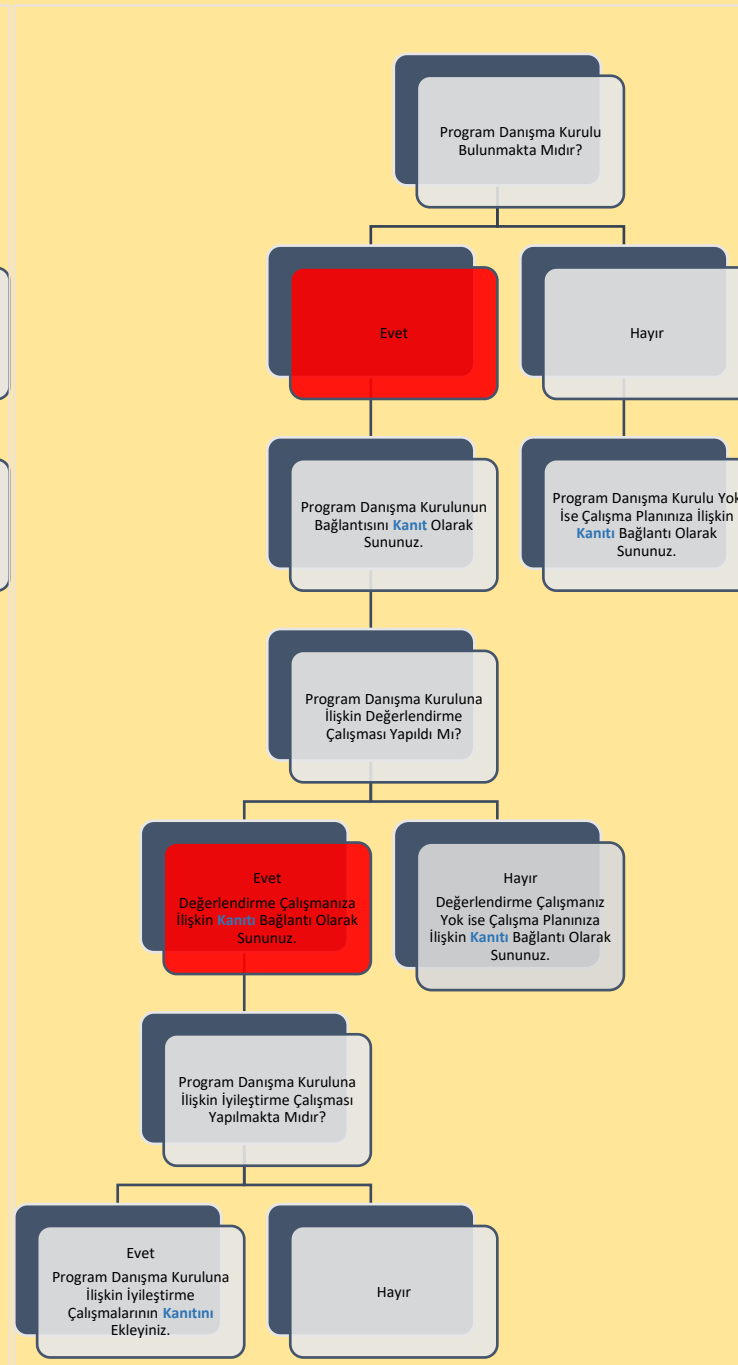 Program Danışma Kurulu
Bulunmakta Mıdır?
Evet
Hayır
Program Danışma Kurulunun
Bağlantısını Kanıt Olarak
Sununuz.
Program Danışma Kurulu Yok
İse Çalışma Planınıza İlişkin
Kanıtı Bağlantı Olarak
Sununuz.
Program Danışma Kuruluna
İlişkin Değerlendirme
Çalışması Yapıldı Mı?
Evet
Değerlendirme Çalışmanıza
İlişkin Kanıtı Bağlantı Olarak
Sununuz.
Hayır
Değerlendirme Çalışmanız
Yok ise Çalışma Planınıza
İlişkin Kanıtı Bağlantı Olarak
Sununuz.
Program Danışma Kuruluna
İlişkin İyileştirme Çalışması
Yapılmakta Mıdır?
Evet
Program Danışma Kuruluna
İlişkin İyileştirme
Çalışmalarının Kanıtını
Ekleyiniz.
Hayır